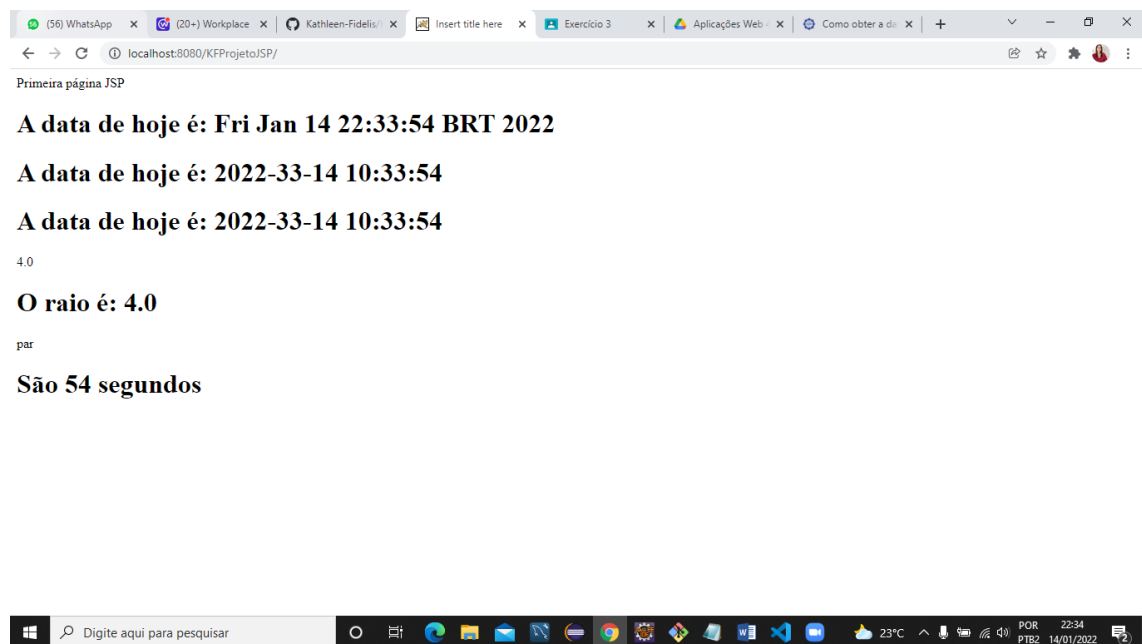 (56) WhatsApp
(20+) Workplace
Kathleen-Fidelis/
Insert title here
Exercício 3
Aplicações Web
Como obter a da
localhost:8080/KFProjetoJSP/
Primeira página JSP
A data de hoje é: Fri Jan 14 22:33:54 BRT 2022
A data de hoje é: 2022-33-14 10:33:54
A data de hoje é: 2022-33-14 10:33:54
4.0
O raio é: 4.0
par
São 54 segundos
Digite aqui para pesquisar
23°C
POR
PTB2
22:34
14/01/2022